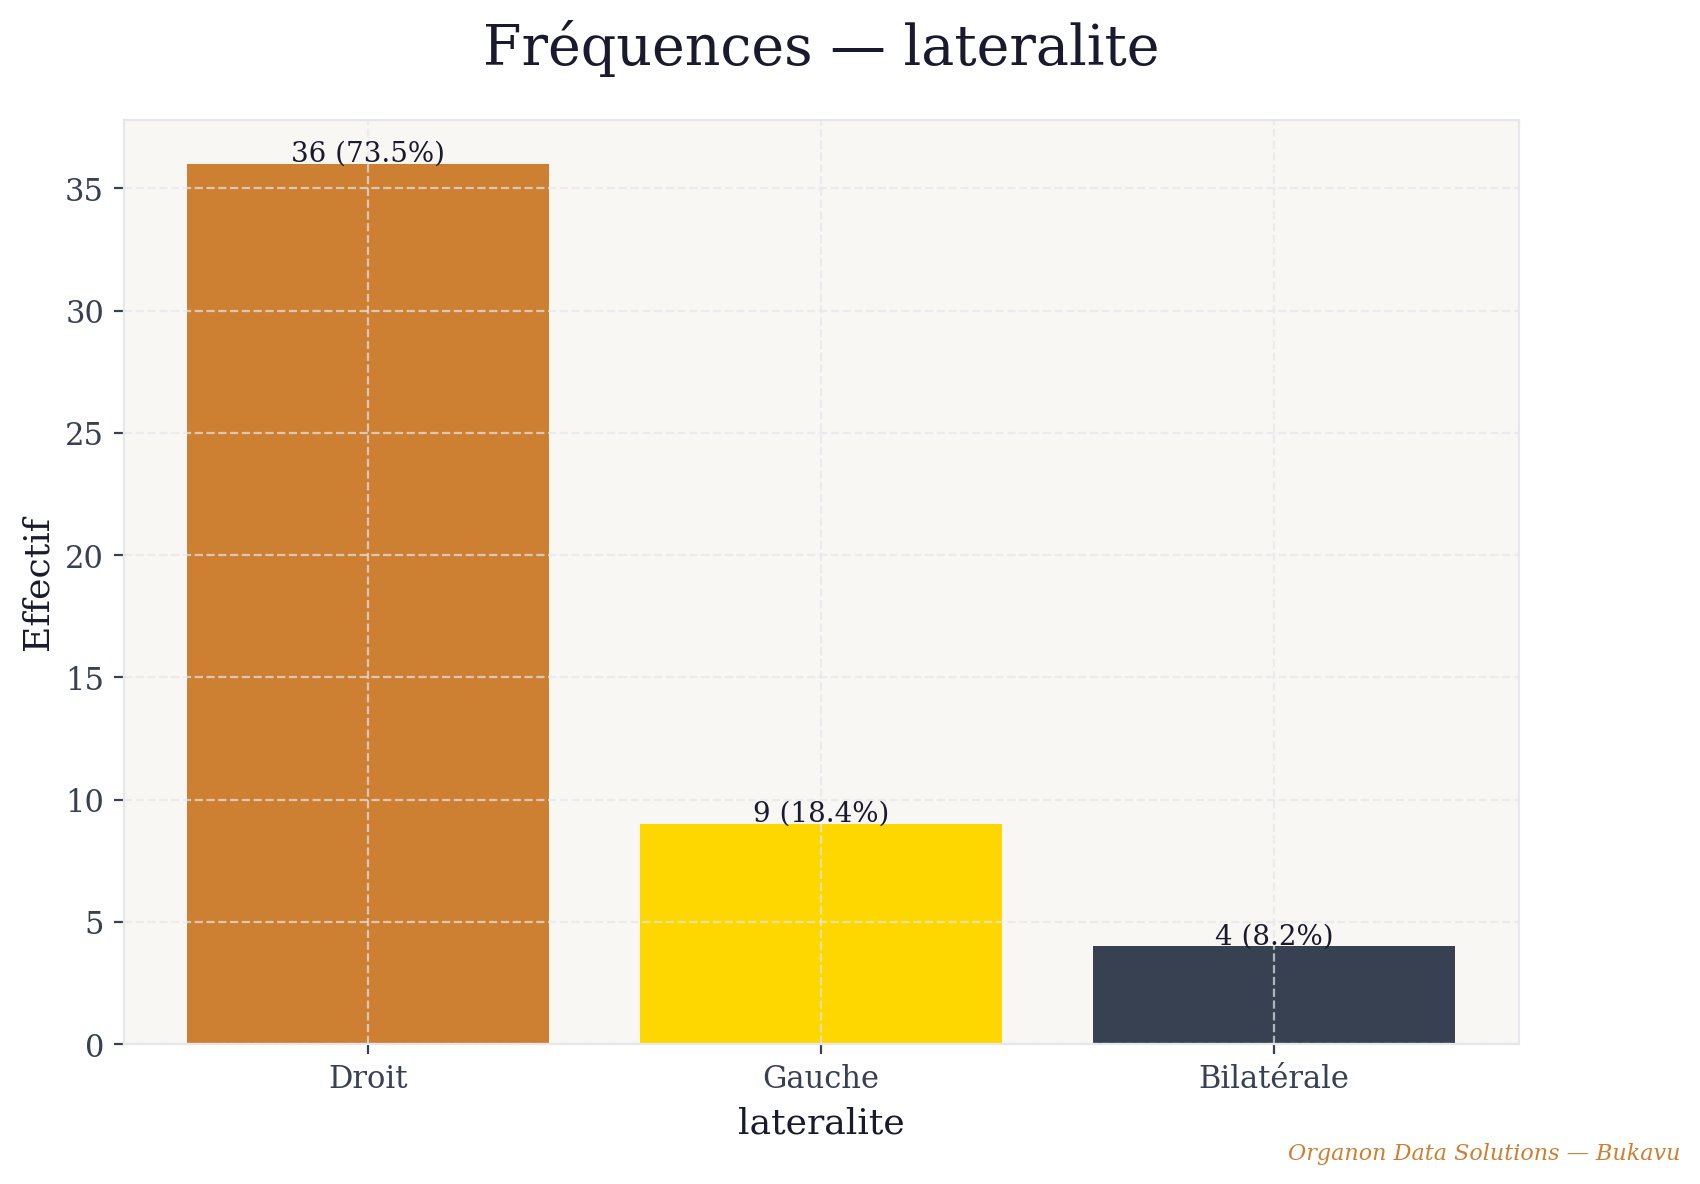 Fréquences — lateralite
36 (73.5%)
35
30
25
20
15
10
5
0
Effectif
9 (18.4%)
4 (8.2%)
Droit
Gauche
Bilatérale
lateralite
Organon Data Solutions — Bukavu